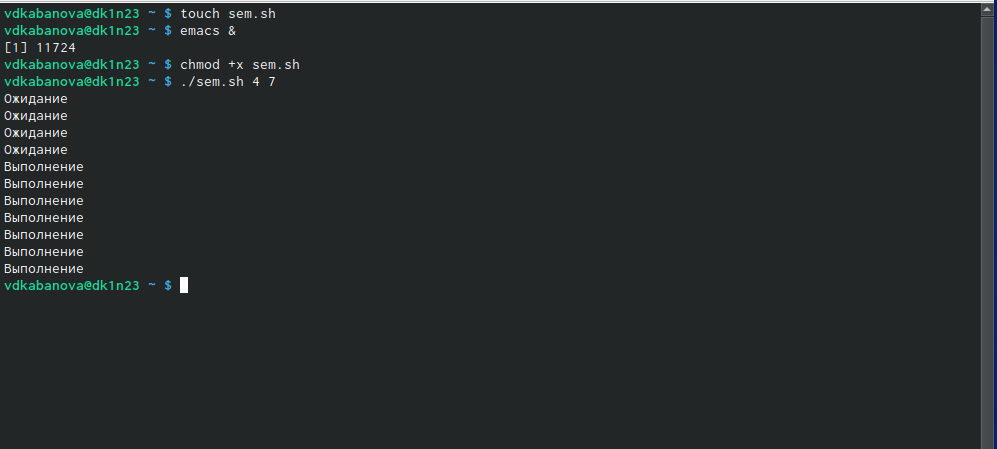 vdkabanova@dk1n23 ~ $ touch sem.sh
vdkabanova@dk1n23 ~ $ emacs &
[1] 11724
vdkabanova@dk1n23 ~ $ chmod +x sem.sh
vdkabanova@dk1n23 ~ $ ./sem.sh 4 7
Ожидание
Ожидание
Ожидание
Ожидание
Выполнение
Выполнение
Выполнение
Выполнение
Выполнение
Выполнение
Выполнение
vdkabanova@dk1n23 ~ $